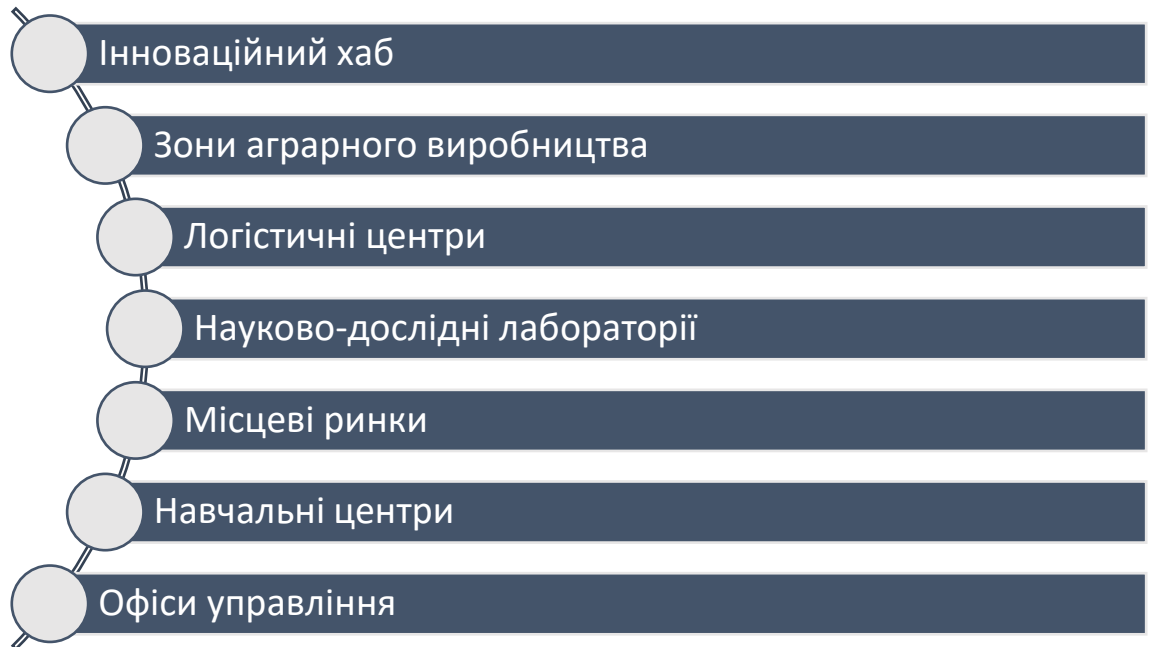 Інноваційний хаб
Зони аграрного виробництва
Логістичні центри
Науково-дослідні лабораторії
Місцеві ринки
Навчальні центри
Офіси управління